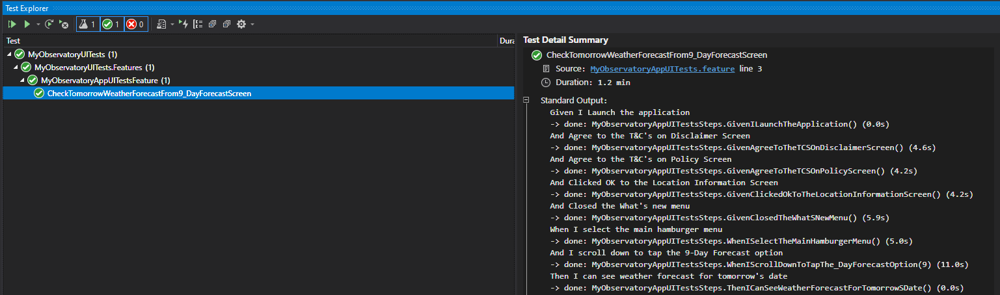 Test Explorer
1 1 0
Test Dura
MyObservatoryUITests (1)
MyObservatoryUITests.Features (1)
MyObservatoryAppUITestsFeature (1)
CheckTomorrowWeatherForecastFrom9_DayForecastScreen
Test Detail Summary
CheckTomorrowWeatherForecastFrom9_DayForecastScreen
Source: MyObservatoryAppUITests.feature line 3
Duration: 1.2 min
Standard Output:
Given I Launch the application
-> done: MyObservatoryAppUITestsSteps.GivenILaunchTheApplication() (0.0s)
And Agree to the T&C's on Disclaimer Screen
-> done: MyObservatoryAppUITestsSteps.GivenAgreeToTheTCSOnDisclaimerScreen() (4.6s)
And Agree to the T&C's on Policy Screen
-> done: MyObservatoryAppUITestsSteps.GivenAgreeToTheTCSOnPolicyScreen() (4.2s)
And Clicked OK to the Location Information Screen
-> done: MyObservatoryAppUITestsSteps.GivenClickedOkToTheLocationInformationScreen() (4.2s)
And Closed the What's new menu
-> done: MyObservatoryAppUITestsSteps.GivenClosedTheWhatSNewMenu() (5.9s)
When I select the main hamburger menu
-> done: MyObservatoryAppUITestsSteps.WhenISelectTheMainHamburgerMenu() (5.0s)
And I scroll down to tap the 9-Day Forecast option
-> done: MyObservatoryAppUITestsSteps.WhenIScrollDownToTapThe_DayForecastOption(9) (11.0s)
Then I can see weather forecast for tomorrow's date
-> done: MyObservatoryAppUITestsSteps.ThenICanSeeWeatherForecastForTomorrowSDate() (0.0s)